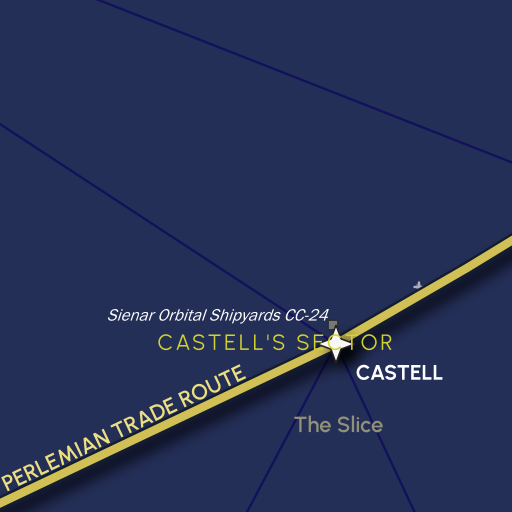 Sienar Orbital Shipyards CC-24
CASTELL'S SECTOR
CASTELL
PERLEMIAN TRADE ROUTE
The Slice